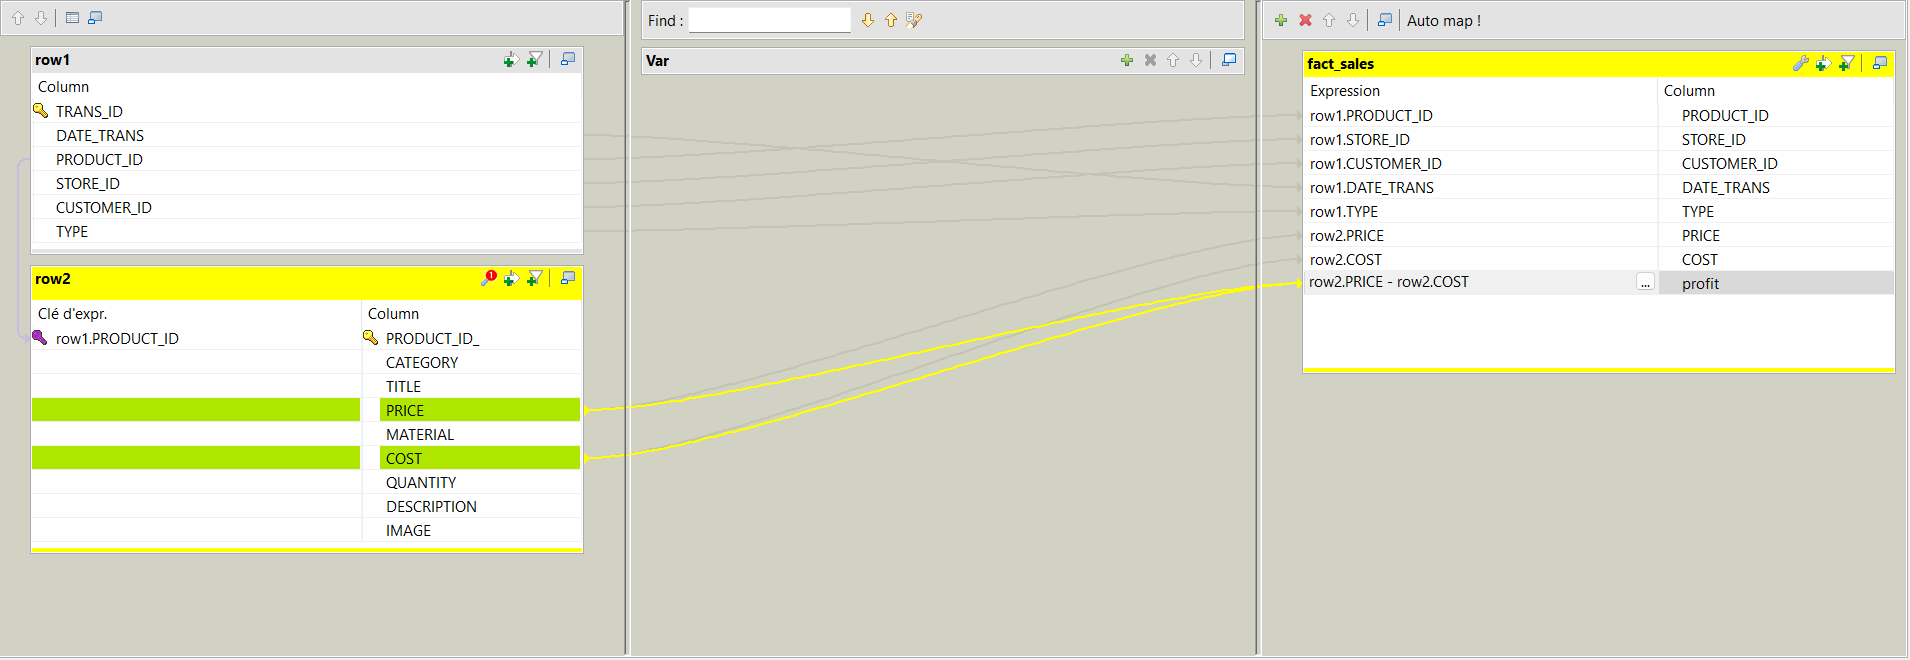 Find :
Auto map !
row1
Column
TRANS_ID
DATE_TRANS
PRODUCT_ID
STORE_ID
CUSTOMER_ID
TYPE
row2
Clé d'expr. Column
row1.PRODUCT_ID PRODUCT_ID_
CATEGORY
TITLE
PRICE
MATERIAL
COST
QUANTITY
DESCRIPTION
IMAGE
Var
fact_sales
Expression Column
row1.PRODUCT_ID PRODUCT_ID
row1.STORE_ID STORE_ID
row1.CUSTOMER_ID CUSTOMER_ID
row1.DATE_TRANS DATE_TRANS
row1.TYPE TYPE
row2.PRICE PRICE
row2.COST COST
row2.PRICE - row2.COST ... profit